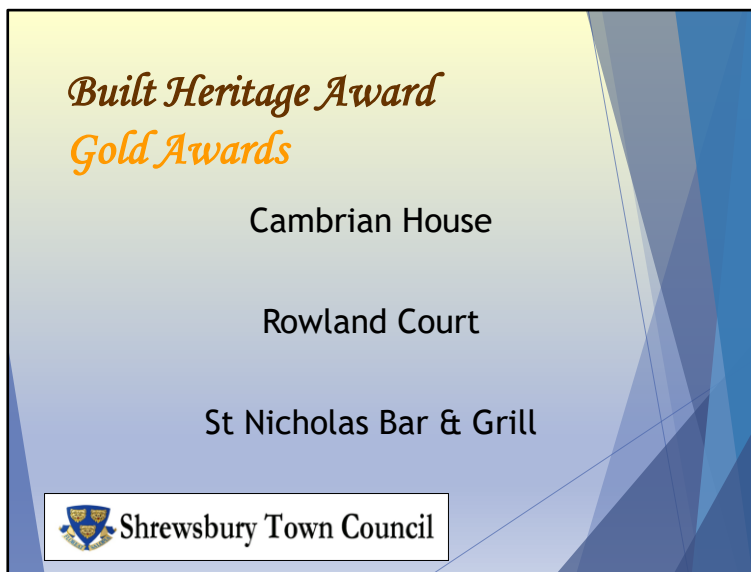 Built Heritage Award
Gold Awards
Cambrian House
Rowland Court
St Nicholas Bar & Grill
Shrewsbury Town Council